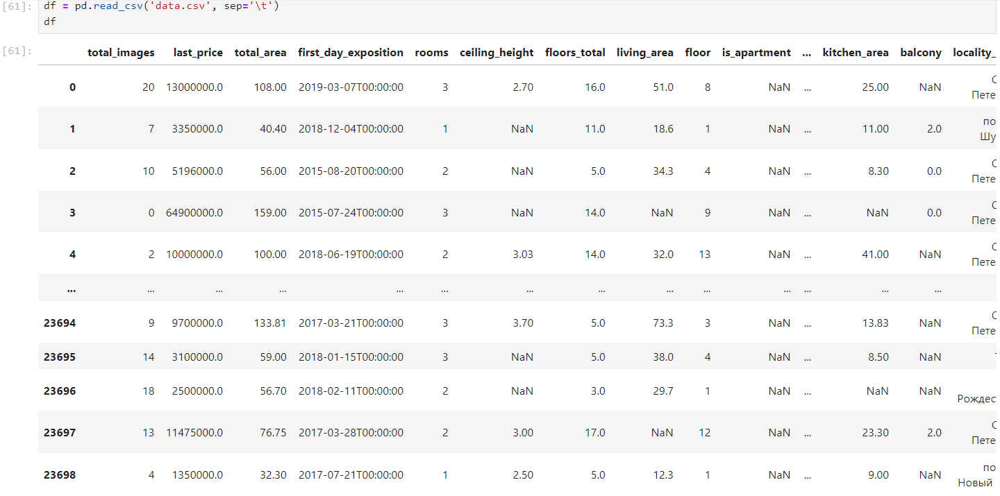 [61]: df = pd.read_csv('data.csv', sep='\t')
df
[61]:
total_images last_price total_area first_day_exposition rooms ceiling_height floors_total living_area floor is_apartment ... kitchen_area balcony locality_
0 20 13000000.0 108.00 2019-03-07T00:00:00 3 2.70 16.0 51.0 8 NaN ... 25.00 NaN
Пете
1 7 3350000.0 40.40 2018-12-04T00:00:00 1 NaN 11.0 18.6 1 NaN ... 11.00 2.0 по
Шу
2 10 5196000.0 56.00 2015-08-20T00:00:00 2 NaN 5.0 34.3 4 NaN ... 8.30 0.0
Пете
3 0 64900000.0 159.00 2015-07-24T00:00:00 3 NaN 14.0 NaN 9 NaN ... NaN 0.0
Пете
4 2 10000000.0 100.00 2018-06-19T00:00:00 2 3.03 14.0 32.0 13 NaN ... 41.00 NaN
Пете
... ... ... ... ... ... ... ... ... ... ... ... ... ...
23694 9 9700000.0 133.81 2017-03-21T00:00:00 3 3.70 5.0 73.3 3 NaN ... 13.83 NaN
Пете
23695 14 3100000.0 59.00 2018-01-15T00:00:00 3 NaN 5.0 38.0 4 NaN ... 8.50 NaN
23696 18 2500000.0 56.70 2018-02-11T00:00:00 2 NaN 3.0 29.7 1 NaN ... NaN NaN
Рождест
23697 13 11475000.0 76.75 2017-03-28T00:00:00 2 3.00 17.0 NaN 12 NaN ... 23.30 2.0
Пете
23698 4 1350000.0 32.30 2017-07-21T00:00:00 1 2.50 5.0 12.3 1 NaN ... 9.00 NaN по
Новый